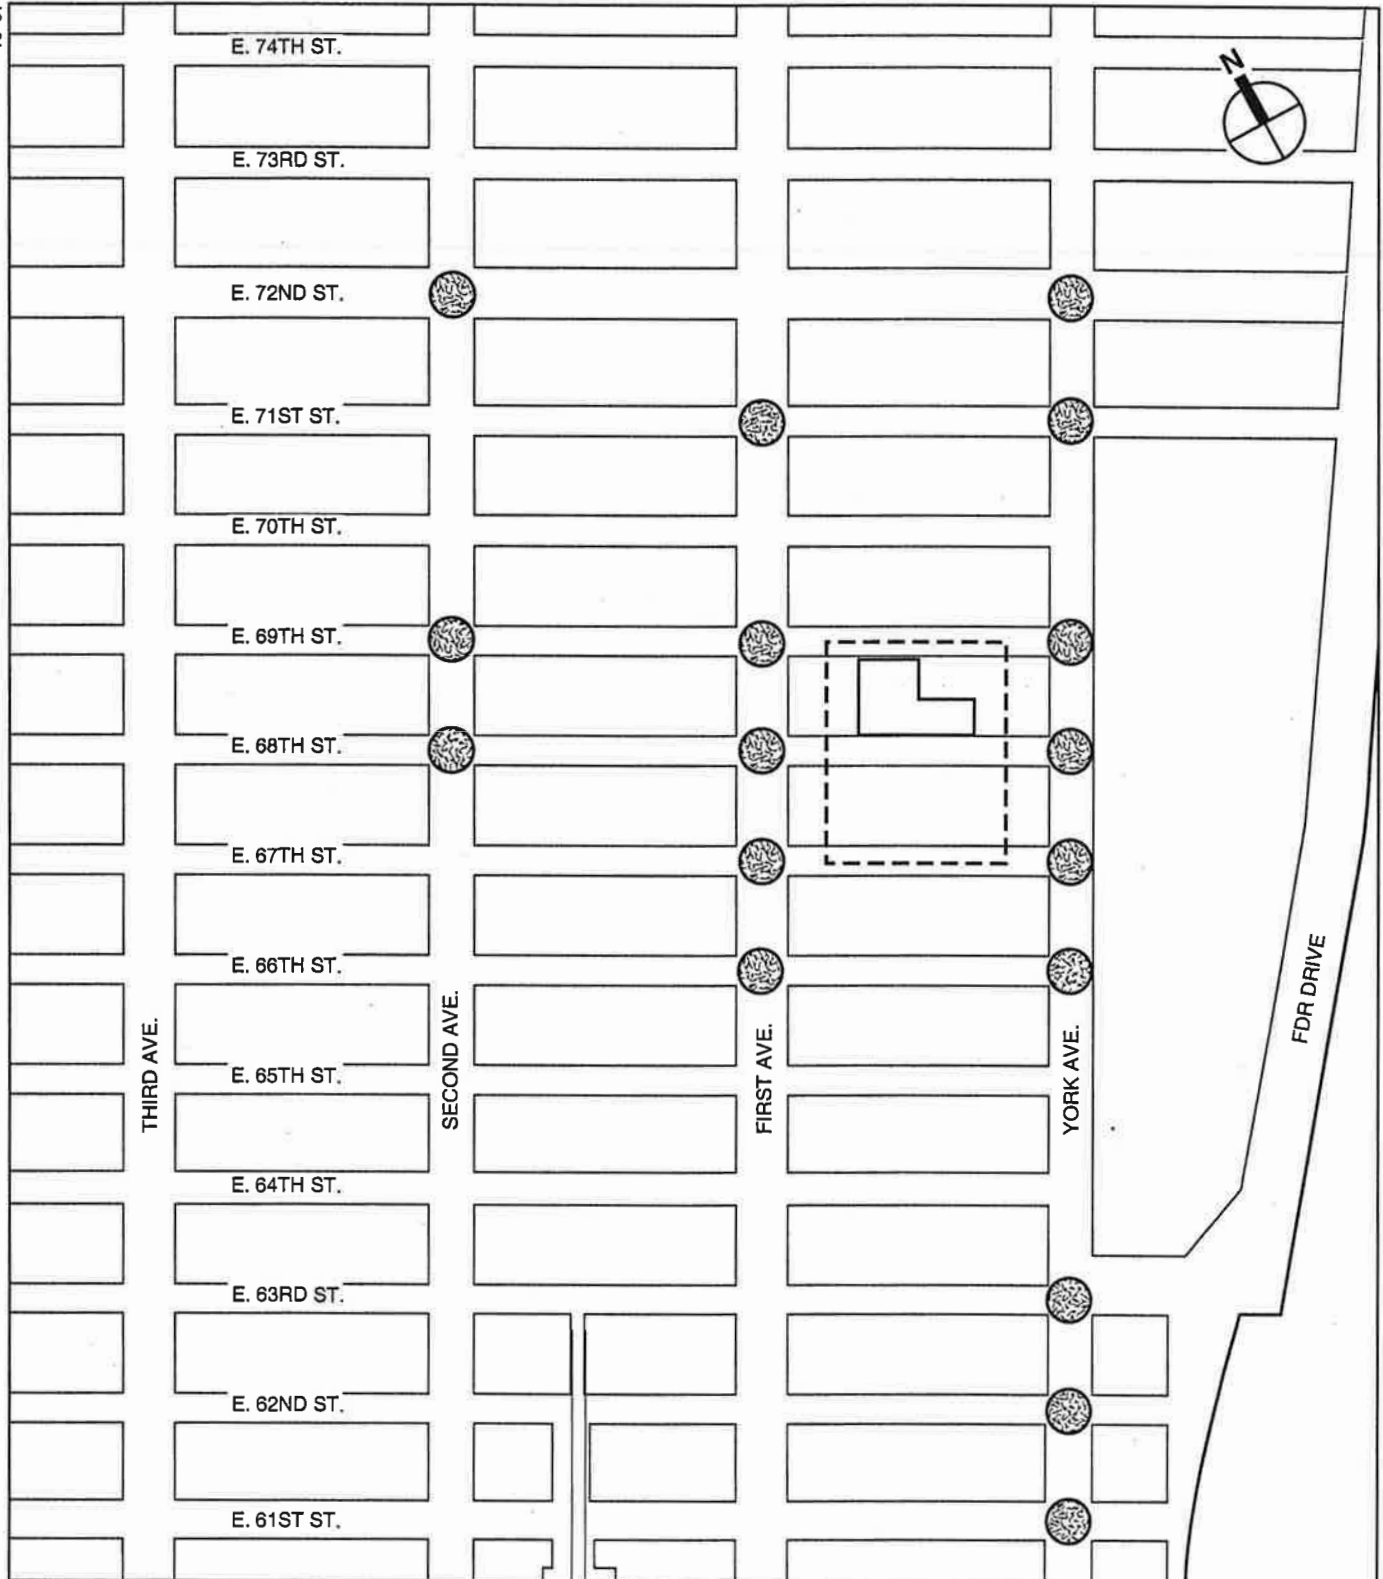 E. 74TH ST.
N
E. 73RD ST.
E. 72ND ST.
E. 71ST ST.
E. 70TH ST.
E. 69TH ST.
E. 68TH ST.
E. 67TH ST.
E. 66TH ST.
FDR DRIVE
THIRD AVE.
SECOND AVE.
FIRST AVE.
YORK AVE.
E. 65TH ST.
E. 64TH ST.
E. 63RD ST.
E. 62ND ST.
E. 61ST ST.